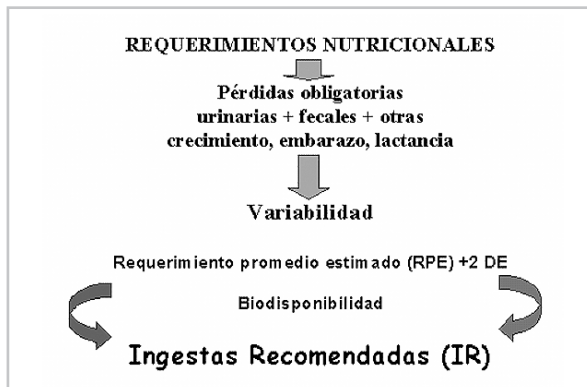 REQUERIMIENTOS NUTRICIONALES
Pérdidas obligatorias
urinarias + fecales + otras
crecimiento, embarazo, lactancia
Variabilidad
Requerimiento promedio estimado (RPE) +2 DE
Biodisponibilidad
Ingestas Recomendadas (IR)